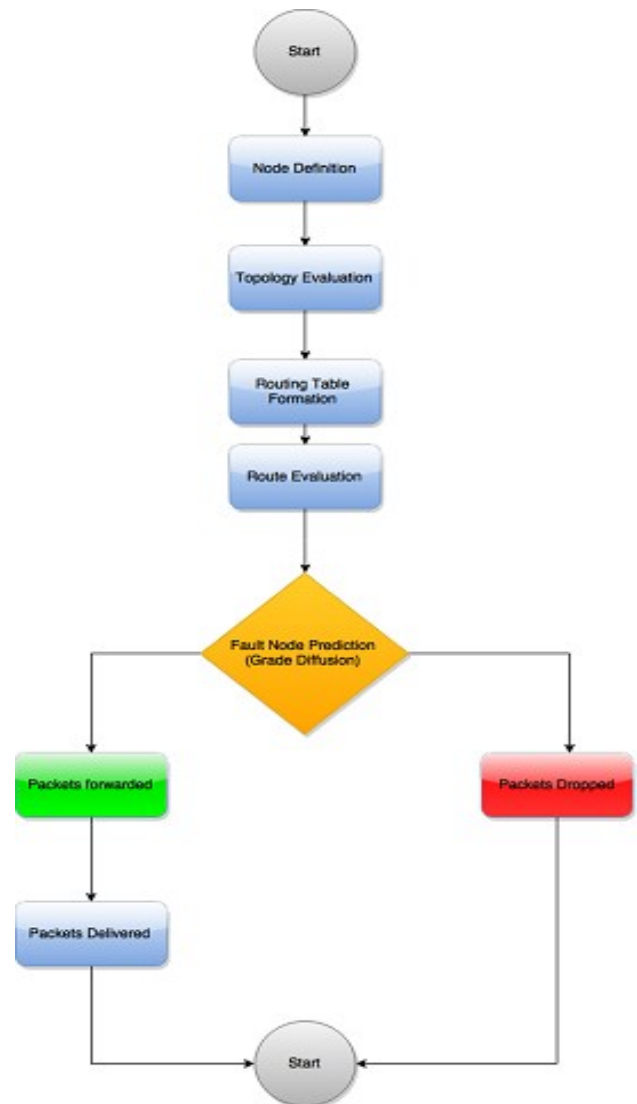 Start
Node Definition
Topology Evaluation
Routing Table
Formation
Route Evaluation
Fault Node Prediction
(Grade Diffusion)
Packets forwarded
Packets Dropped
Packets Delivered
Start